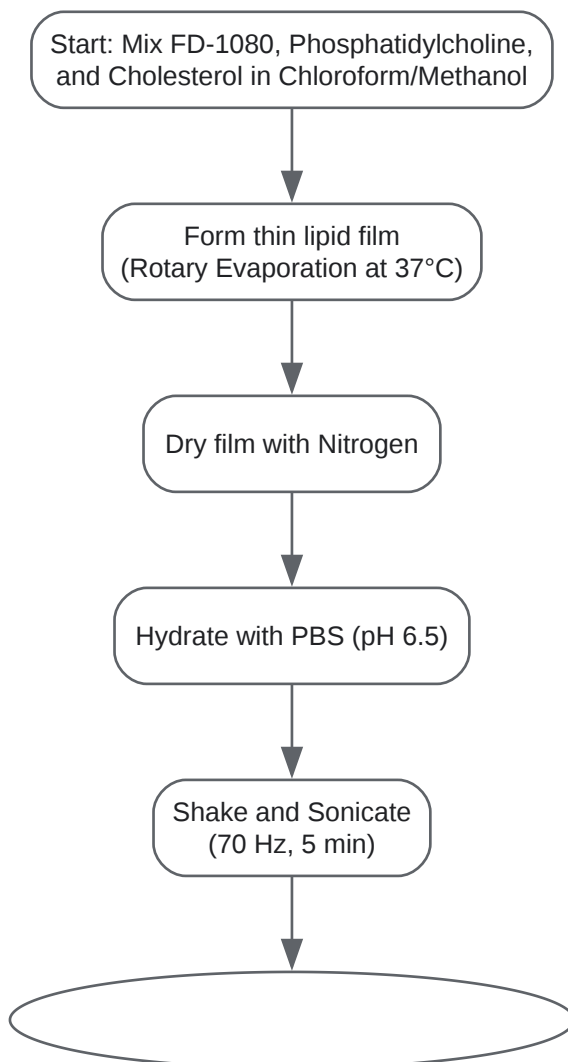 Start: Mix FD-1080, Phosphatidylcholine,
and Cholesterol in Chloroform/Methanol
Form thin lipid film
(Rotary Evaporation at 37°C)
Dry film with Nitrogen
Hydrate with PBS (pH 6.5)
Shake and Sonicate
(70 Hz, 5 min)